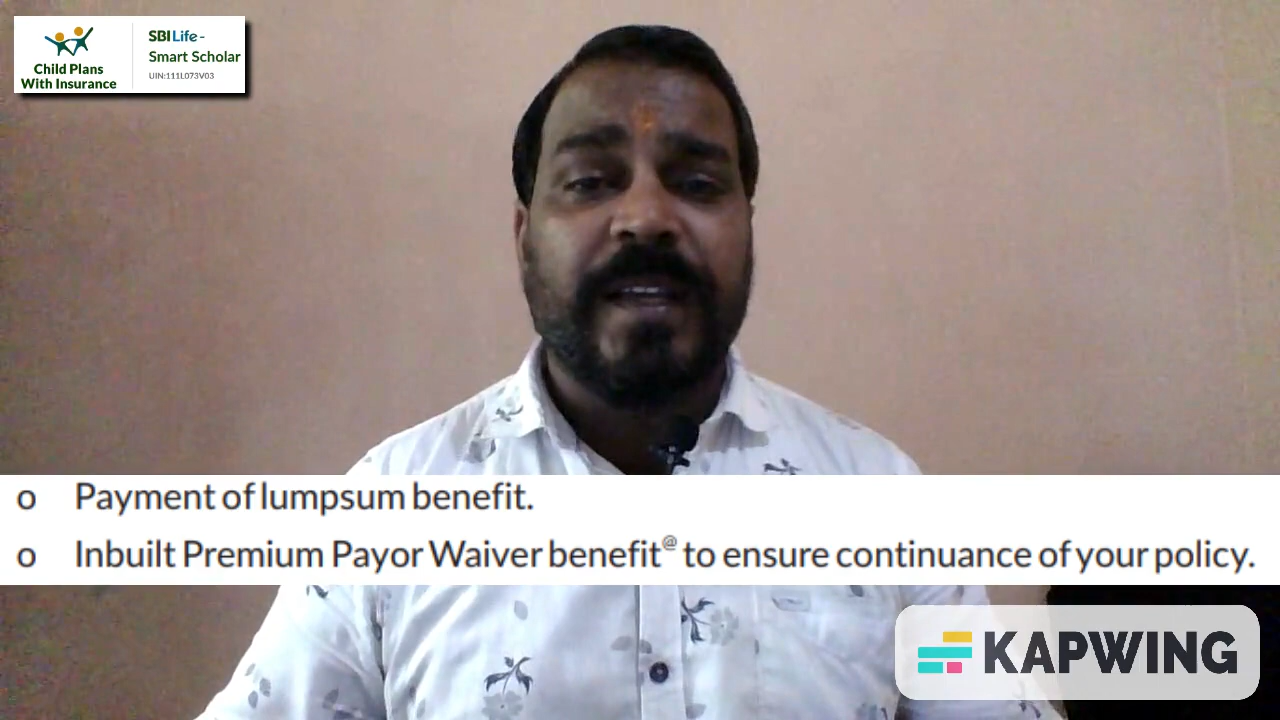 Child Plans
With Insurance
SBI Life -
Smart Scholar
UIN:111L073V03
o Payment of lumpsum benefit.
o Inbuilt Premium Payor Waiver benefit@ to ensure continuance of your policy.
KAPWING